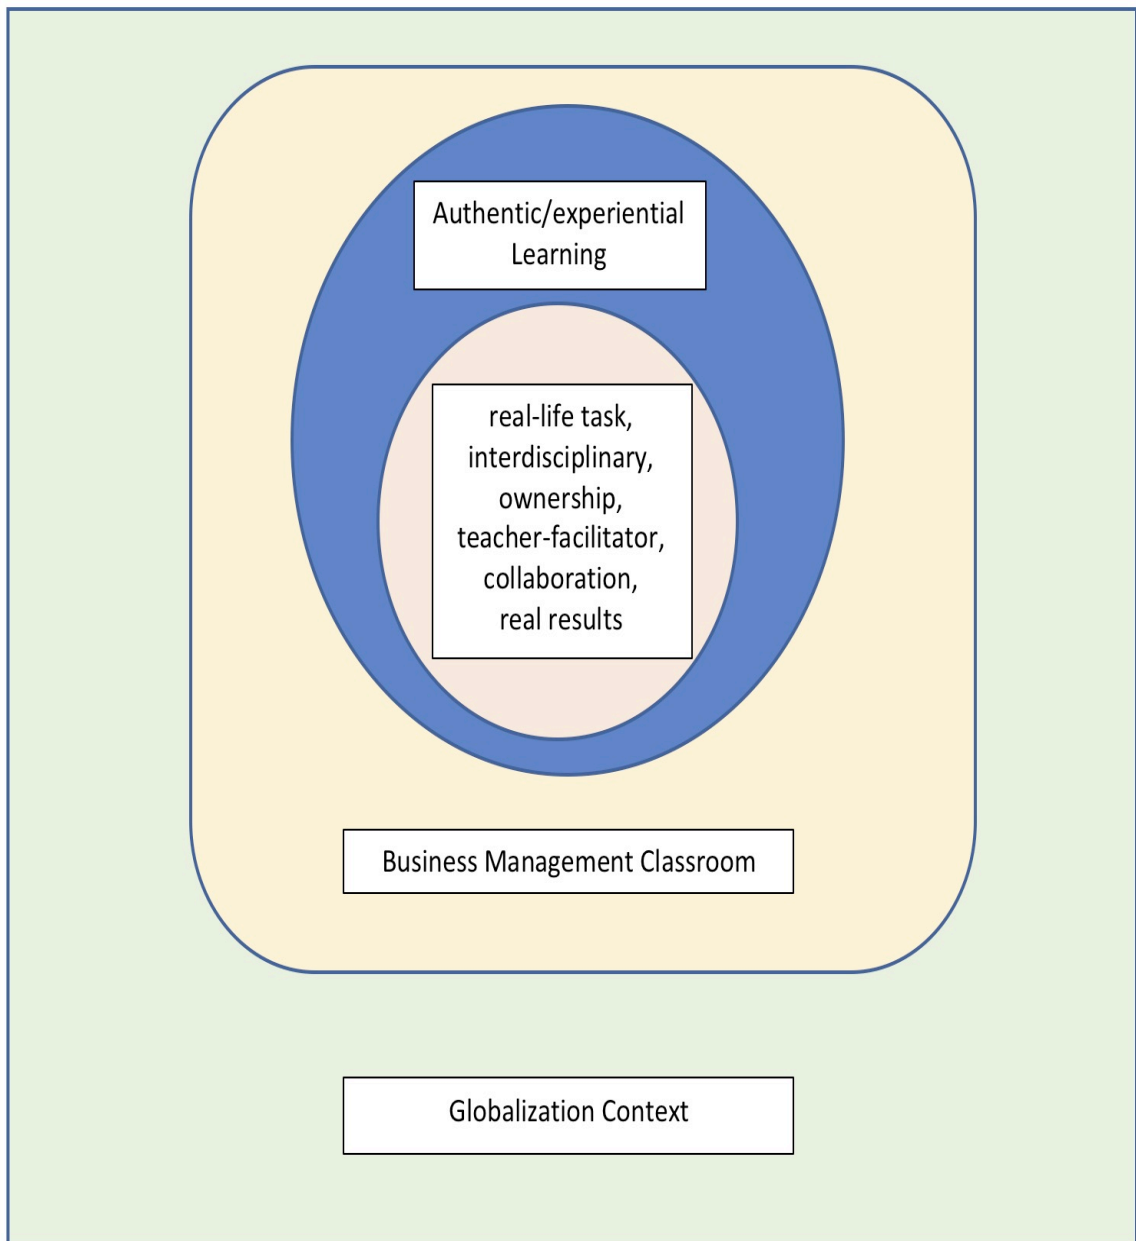 Authentic/experiential
Learning
real-life task,
interdisciplinary,
ownership,
teacher-facilitator,
collaboration,
real results
Business Management Classroom
Globalization Context